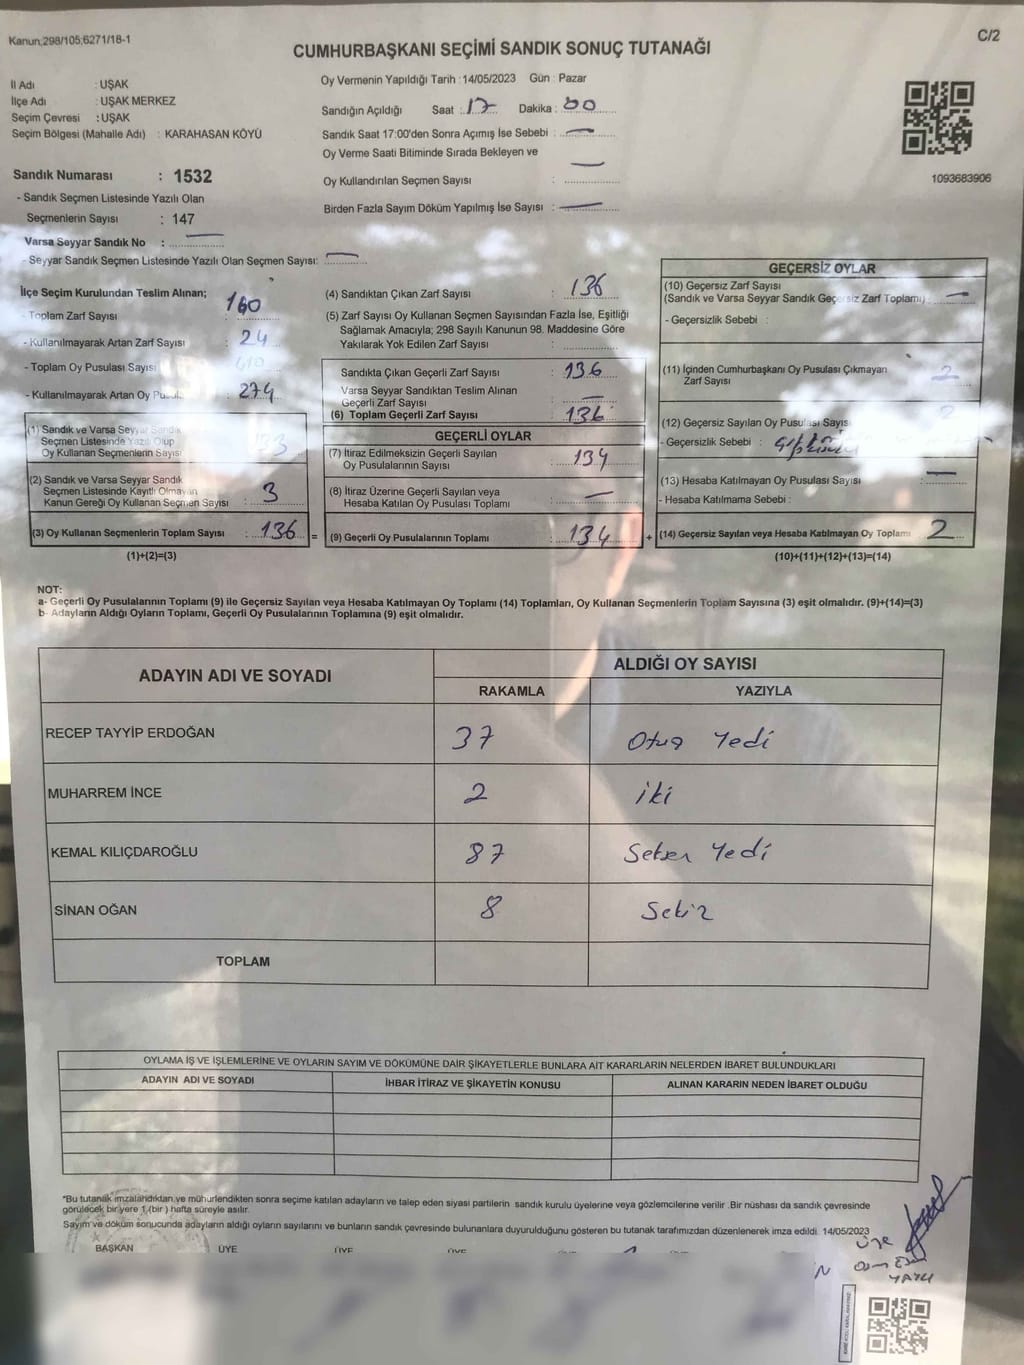 Kanun;298/105;6271/18-1
C/2
CUMHURBAŞKANI SEÇİMİ SANDIK SONUÇ TUTANAĞI
İl Adı : UŞAK
İlçe Adı : UŞAK MERKEZ
Seçim Çevresi : UŞAK
Seçim Bölgesi (Mahalle Adı) : KARAHASAN KÖYÜ
Sandık Numarası : 1532
- Sandık Seçmen Listesinde Yazılı Olan
Seçmenlerin Sayısı : 147
Varsa Seyyar Sandık No :
- Seyyar Sandık Seçmen Listesinde Yazılı Olan Seçmen Sayısı:
Oy Vermenin Yapıldığı Tarih : 14/05/2023 Gün : Pazar
Sandığın Açıldığı Saat : 17 Dakika : 00
Sandık Saat 17:00'den Sonra Açımış İse Sebebi :
Oy Verme Saati Bitiminde Sırada Bekleyen ve
Oy Kullandırılan Seçmen Sayısı :
Birden Fazla Sayım Döküm Yapılmış İse Sayısı :
1093683906
İlçe Seçim Kurulundan Teslim Alınan;
- Toplam Zarf Sayısı : 160
- Kullanılmayarak Artan Zarf Sayısı : 24
- Toplam Oy Pusulası Sayısı : 410
- Kullanılmayarak Artan Oy : 274
(1) Sandık ve Varsa Seyyar Sandık
Seçmen Listesinde Yazılı Olup
Oy Kullanan Seçmenlerin Sayısı : 133
(2) Sandık ve Varsa Seyyar Sandık
Seçmen Listesinde Kayıtlı Olmayan
Kanun Gereği Oy Kullanan Seçmen Sayısı : 3
(3) Oy Kullanan Seçmenlerin Toplam Sayısı : 136 =
(1)+(2)=(3)
(4) Sandıktan Çıkan Zarf Sayısı : 136
(5) Zarf Sayısı Oy Kullanan Seçmen Sayısından Fazla İse, Eşitliği
Sağlamak Amacıyla; 298 Sayılı Kanunun 98. Maddesine Göre
Yakılarak Yok Edilen Zarf Sayısı :
Sandıkta Çıkan Geçerli Zarf Sayısı : 136
Varsa Seyyar Sandıktan Teslim Alınan
Geçerli Zarf Sayısı :
(6) Toplam Geçerli Zarf Sayısı : 136
GEÇERLİ OYLAR
(7) İtiraz Edilmeksizin Geçerli Sayılan
Oy Pusulalarının Sayısı : 134
(8) İtiraz Üzerine Geçerli Sayılan veya
Hesaba Katılan Oy Pusulası Toplamı :
(9) Geçerli Oy Pusulalarının Toplamı : 134 +
GEÇERSİZ OYLAR
(10) Geçersiz Zarf Sayısı
(Sandık ve Varsa Seyyar Sandık Geçersiz Zarf Toplamı) :
- Geçersizlik Sebebi :
(11) İçinden Cumhurbaşkanı Oy Pusulası Çıkmayan
Zarf Sayısı
(12) Geçersiz Sayılan Oy Pusulası Sayısı 2
- Geçersizlik Sebebi :
(13) Hesaba Katılmayan Oy Pusulası Sayısı :
- Hesaba Katılmama Sebebi :
(14) Geçersiz Sayılan veya Hesaba Katılmayan Oy Toplamı 2
(10)+(11)+(12)+(13)=(14)
NOT:
a- Geçerli Oy Pusulalarının Toplamı (9) ile Geçersiz Sayılan veya Hesaba Katılmayan Oy Toplamı (14) Toplamları, Oy Kullanan Seçmenlerin Toplam Sayısına (3) eşit olmalıdır. (9)+(14)=(3)
b- Adayların Aldığı Oyların Toplamı, Geçerli Oy Pusulalarının Toplamına (9) eşit olmalıdır.
ADAYIN ADI VE SOYADI
ALDIĞI OY SAYISI
RAKAMLA YAZIYLA
RECEP TAYYİP ERDOĞAN 37 Otuz Yedi
MUHARREM İNCE 2 iki
KEMAL KILIÇDAROĞLU 87 Seksen Yedi
SİNAN OĞAN 8 Sekiz
TOPLAM
OYLAMA İŞ VE İŞLEMLERİNE VE OYLARIN SAYIM VE DÖKÜMÜNE DAİR ŞİKAYETLERLE BUNLARA AİT KARARLARIN NELERDEN İBARET BULUNDUKLARI
ADAYIN ADI VE SOYADI İHBAR İTİRAZ VE ŞİKAYETİN KONUSU ALINAN KARARIN NEDEN İBARET OLDUĞU
"Bu tutanak imzalandıktan ve mühürlendikten sonra seçime katılan adayların ve talep eden siyasi partilerin sandık kurulu üyelerine veya gözlemcilerine verilir. Bir nüshası da sandık çevresinde
görülecek bir yere 1 (bir) hafta süreyle asılır.
Sayım ve döküm sonucunda adayların aldığı oyların sayılarını ve bunların sandık çevresinde bulunanlara duyurulduğunu gösteren bu tutanak tarafımızdan düzenlenerek imza edildi. 14/05/2023
BAŞKAN ÜYE ÜYE ÜYE
Üye